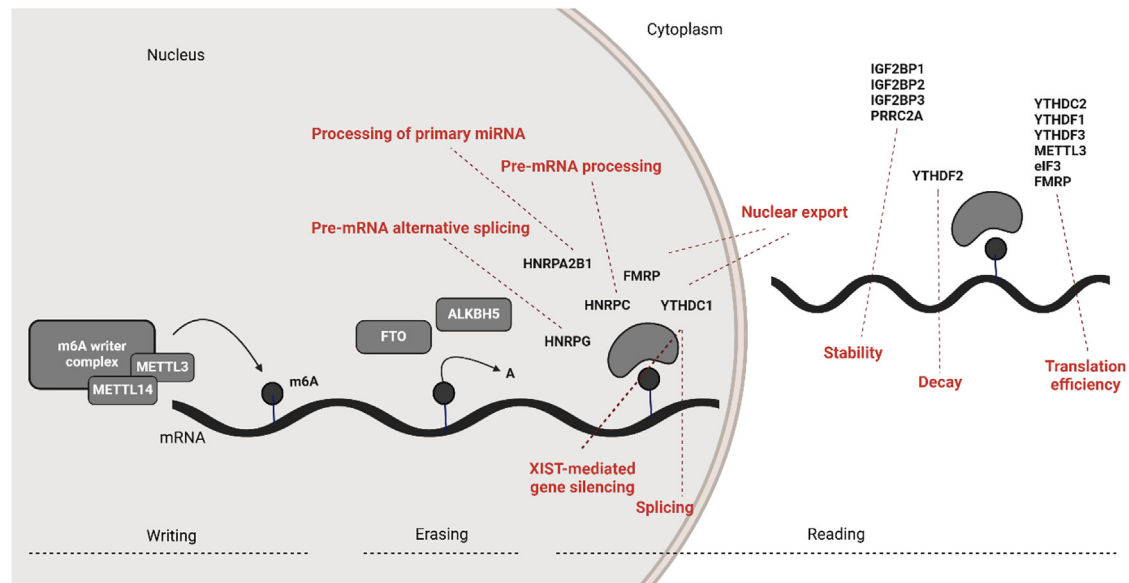 Nucleus
Cytoplasm
Processing of primary miRNA
Pre-mRNA processing
Pre-mRNA alternative splicing
Nuclear export
HNRPA2B1
FMRP
HNRPC
YTHDC1
HNRPG
IGF2BP1
IGF2BP2
IGF2BP3
PRRC2A
YTHDF2
YTHDC2
YTHDF1
YTHDF3
METTL3
eIF3
FMRP
m6A writer
complex
METTL3
METTL14
m6A
mRNA
FTO
ALKBH5
A
XIST-mediated
gene silencing
Splicing
Stability
Decay
Translation
efficiency
Writing
Erasing
Reading